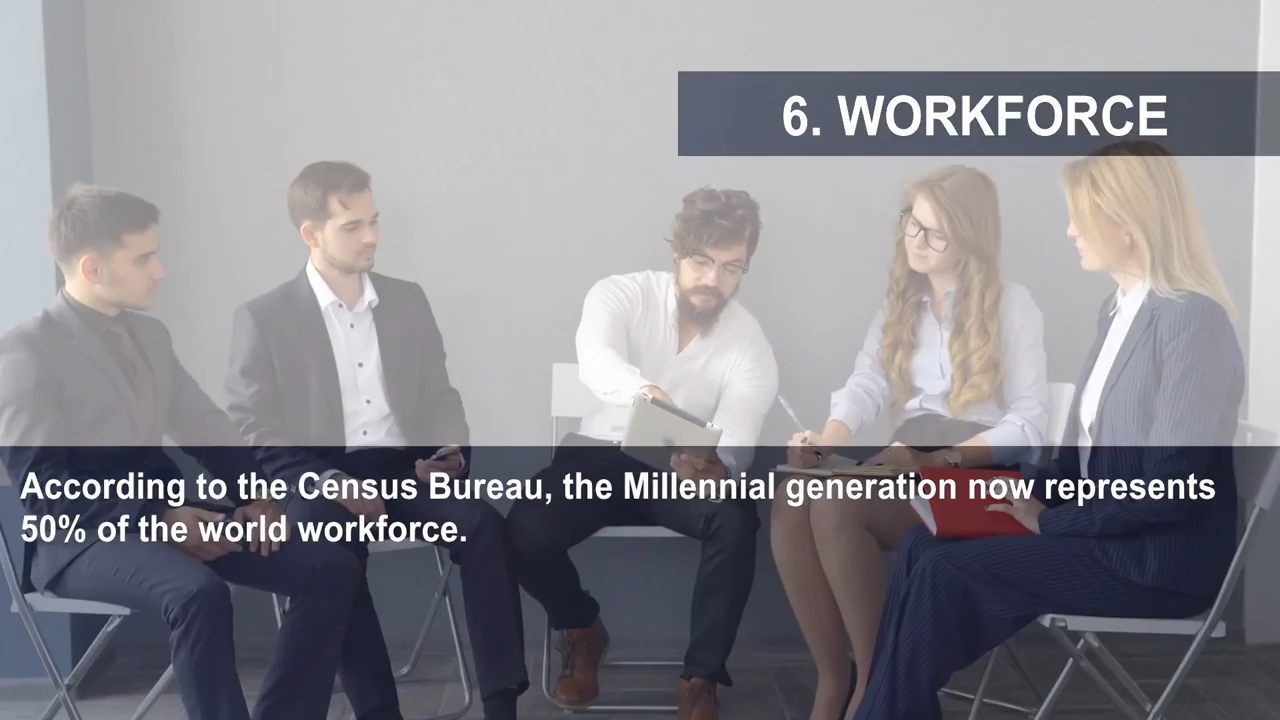 6. WORKFORCE
According to the Census Bureau, the Millennial generation now represents
50% of the world workforce.